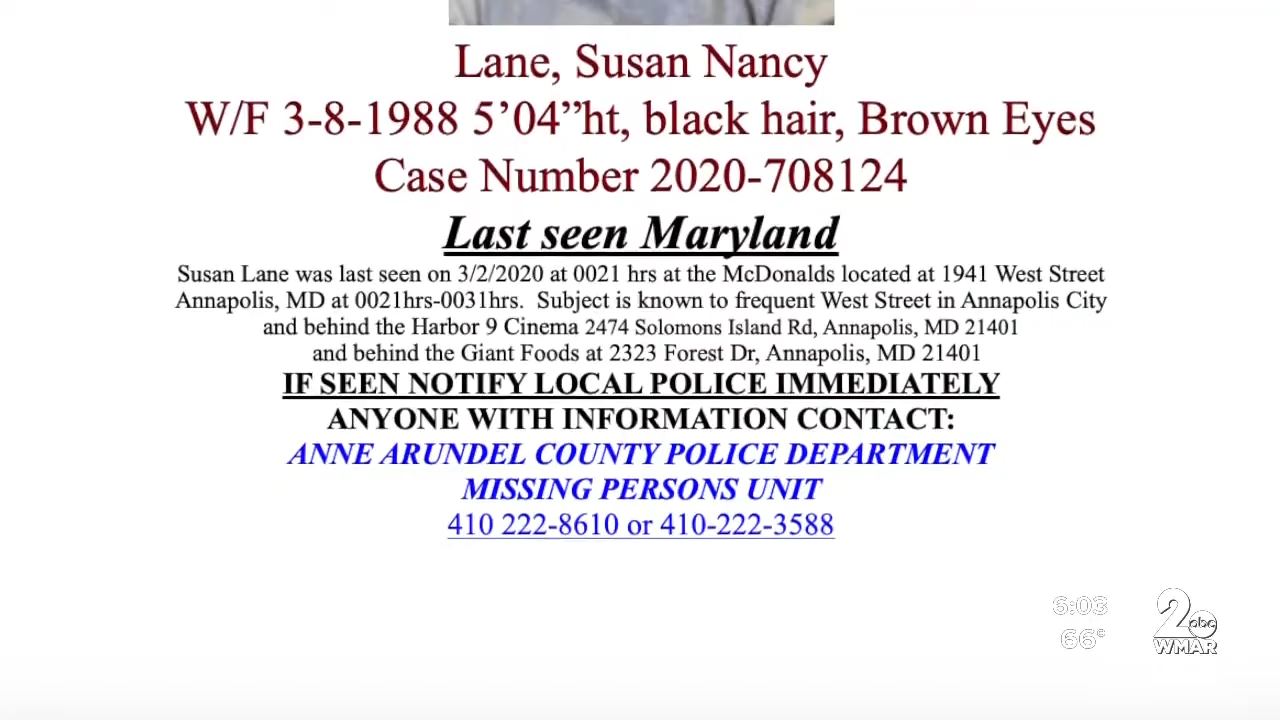 Lane, Susan Nancy
W/F 3-8-1988 5’04”ht, black hair, Brown Eyes
Case Number 2020-708124
Last seen Maryland
Susan Lane was last seen on 3/2/2020 at 0021 hrs at the McDonalds located at 1941 West Street
Annapolis, MD at 0021hrs-0031hrs. Subject is known to frequent West Street in Annapolis City
and behind the Harbor 9 Cinema 2474 Solomons Island Rd, Annapolis, MD 21401
and behind the Giant Foods at 2323 Forest Dr, Annapolis, MD 21401
IF SEEN NOTIFY LOCAL POLICE IMMEDIATELY
ANYONE WITH INFORMATION CONTACT:
ANNE ARUNDEL COUNTY POLICE DEPARTMENT
MISSING PERSONS UNIT
410 222-8610 or 410-222-3588
6:03
66°
2 abc
WMAR